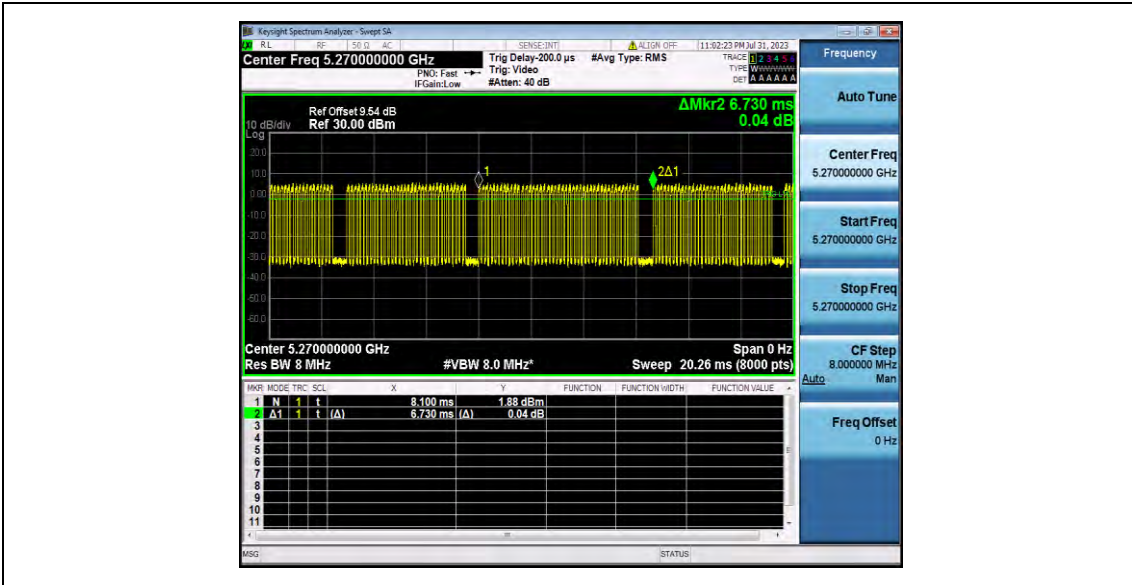 Keysight Spectrum Analyzer - Swept SA
RL RF 50 Ω AC SENSE:INT ALIGN OFF 11:02:23 PM Jul 31, 2023
Center Freq 5.270000000 GHz
PNO: Fast
IFGain:Low
Trig Delay-200.0 µs
Trig: Video
#Atten: 40 dB
#Avg Type: RMS
TRACE 1 2 3 4 5 6
TYPE
DET A A A A A A
Ref Offset 9.54 dB
Ref 30.00 dBm
10 dB/div
Log
ΔMkr2 6.730 ms
0.04 dB
20.0
10.0
0.00
-10.0
-20.0
-30.0
-40.0
-50.0
-60.0
1
2Δ1
Center 5.270000000 GHz
Res BW 8 MHz
#VBW 8.0 MHz*
Span 0 Hz
Sweep 20.26 ms (8000 pts)
MKR MODE TRC SCL X Y FUNCTION FUNCTION WIDTH FUNCTION VALUE
1 N 1 t 8.100 ms 1.88 dBm
2 Δ1 1 t (Δ) 6.730 ms (Δ) 0.04 dB
3
4
5
6
7
8
9
10
11
MSG
STATUS
Frequency
Auto Tune
Center Freq
5.270000000 GHz
Start Freq
5.270000000 GHz
Stop Freq
5.270000000 GHz
CF Step
8.000000 MHz
Auto Man
Freq Offset
0 Hz